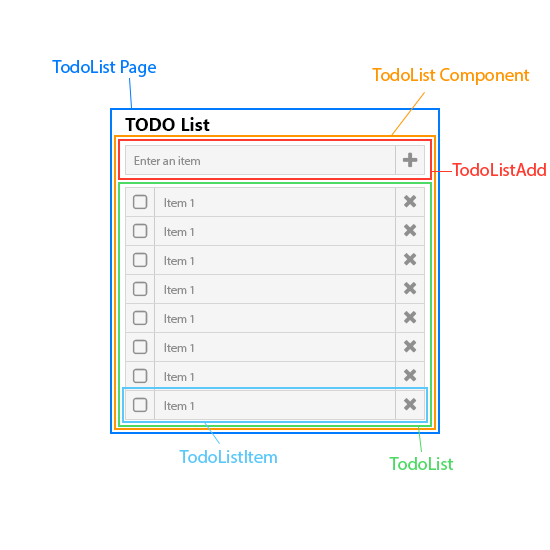 TodoList Page
TodoList Component
TODO List
Enter an item
TodoListAdd
Item 1
Item 1
Item 1
Item 1
Item 1
Item 1
Item 1
Item 1
TodoListItem
TodoList